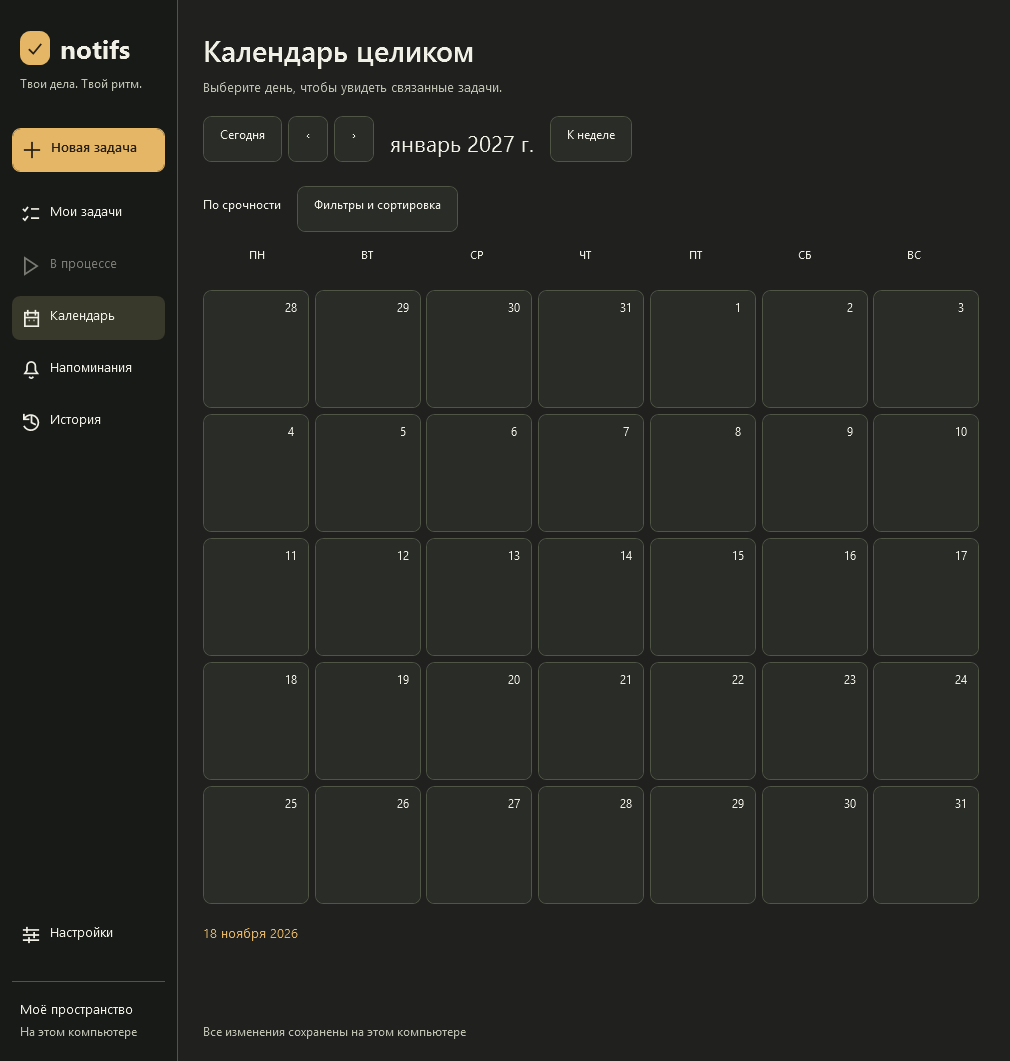 notifs
Твои дела. Твой ритм.
Новая задача
Мои задачи
В процессе
Календарь
Напоминания
История
Настройки
Моё пространство
На этом компьютере
Календарь целиком
Выберите день, чтобы увидеть связанные задачи.
Сегодня ‹ › январь 2027 г. К неделе
По срочности Фильтры и сортировка
ПН ВТ СР ЧТ ПТ СБ ВС
28 29 30 31 1 2 3
4 5 6 7 8 9 10
11 12 13 14 15 16 17
18 19 20 21 22 23 24
25 26 27 28 29 30 31
18 ноября 2026
Все изменения сохранены на этом компьютере